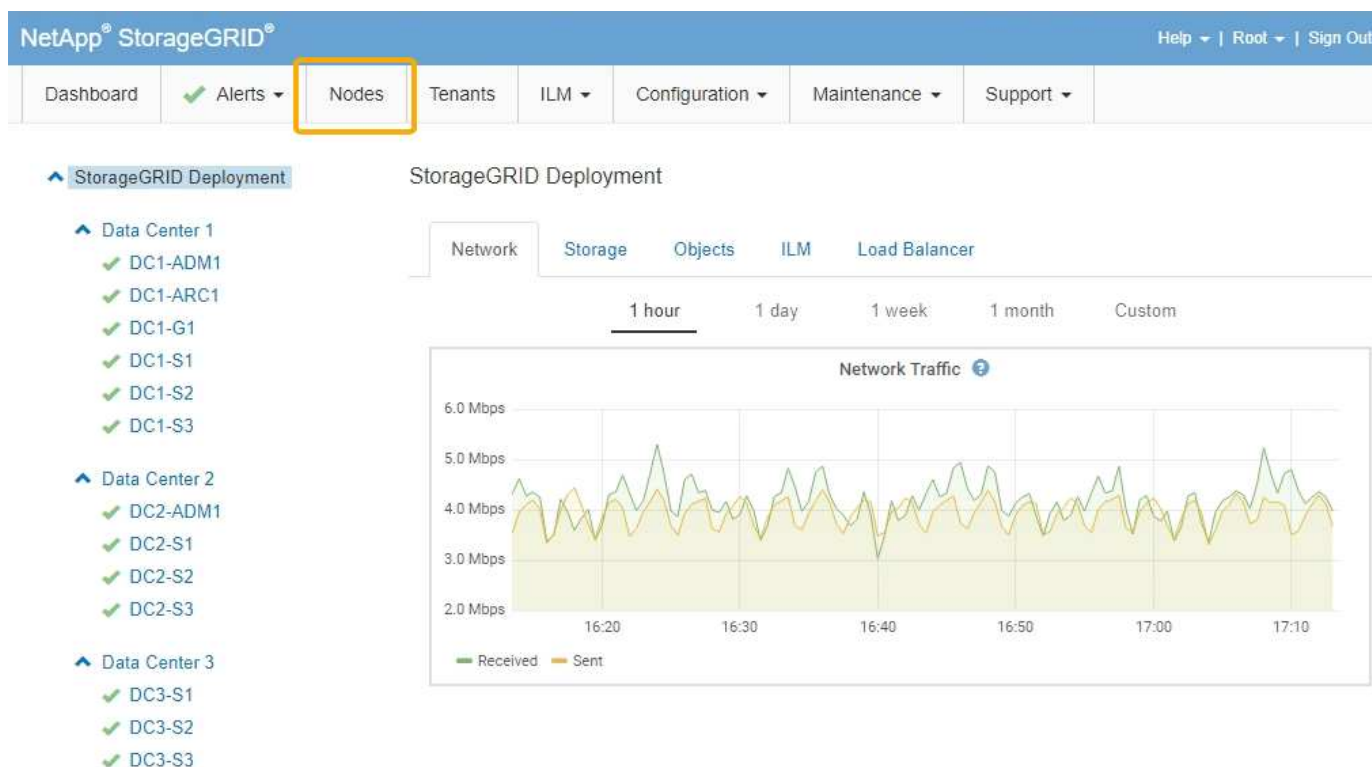 NetApp® StorageGRID®
Help | Root | Sign Out
Dashboard Alerts Nodes Tenants ILM Configuration Maintenance Support
StorageGRID Deployment
Data Center 1
DC1-ADM1
DC1-ARC1
DC1-G1
DC1-S1
DC1-S2
DC1-S3
Data Center 2
DC2-ADM1
DC2-S1
DC2-S2
DC2-S3
Data Center 3
DC3-S1
DC3-S2
DC3-S3
StorageGRID Deployment
Network Storage Objects ILM Load Balancer
1 hour 1 day 1 week 1 month Custom
Network Traffic ?
6.0 Mbps
5.0 Mbps
4.0 Mbps
3.0 Mbps
2.0 Mbps
16:20 16:30 16:40 16:50 17:00 17:10
Received Sent